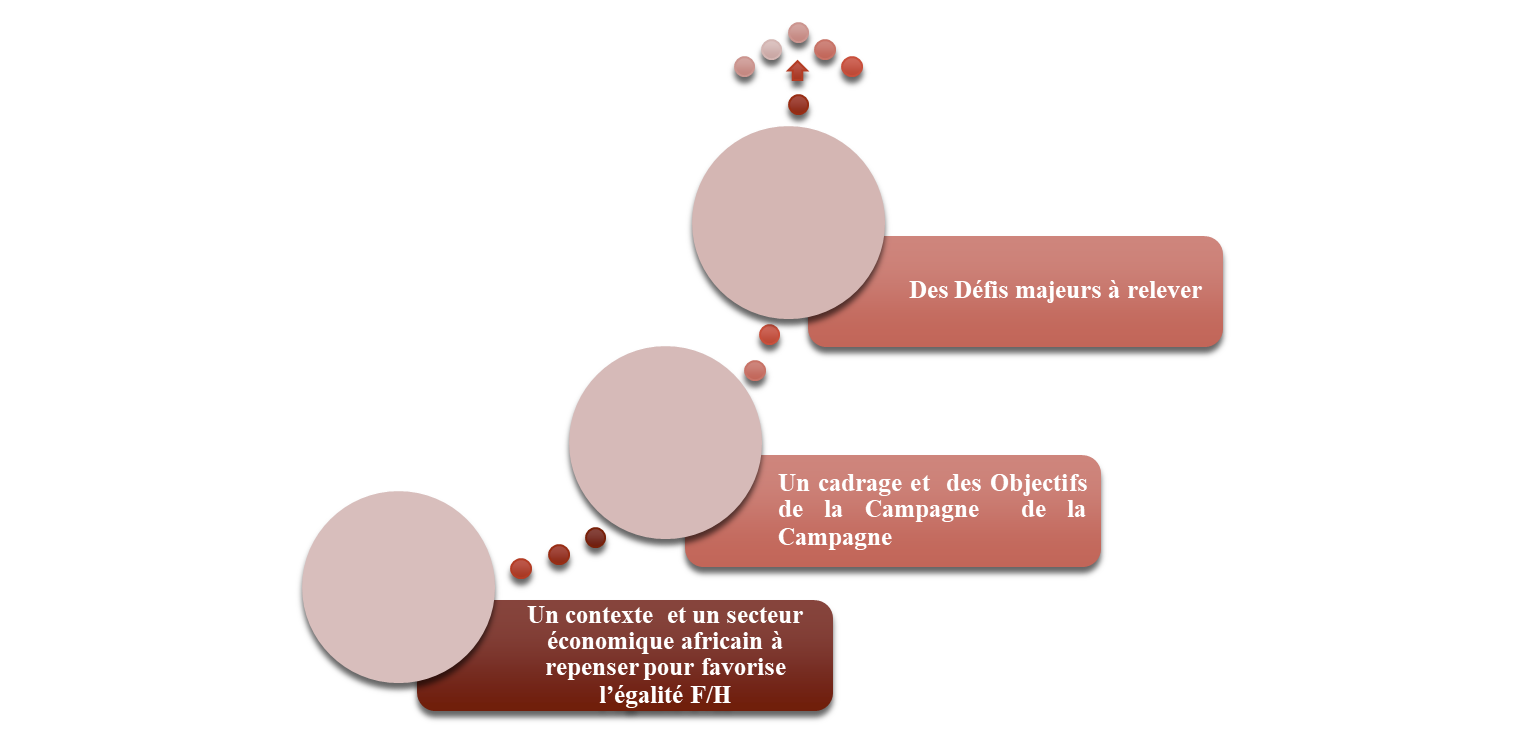 Des Défis majeurs à relever
Un cadrage et des Objectifs
de la Campagne de la
Campagne
Un contexte et un secteur
économique africain à
repenser pour favorise
l’égalité F/H